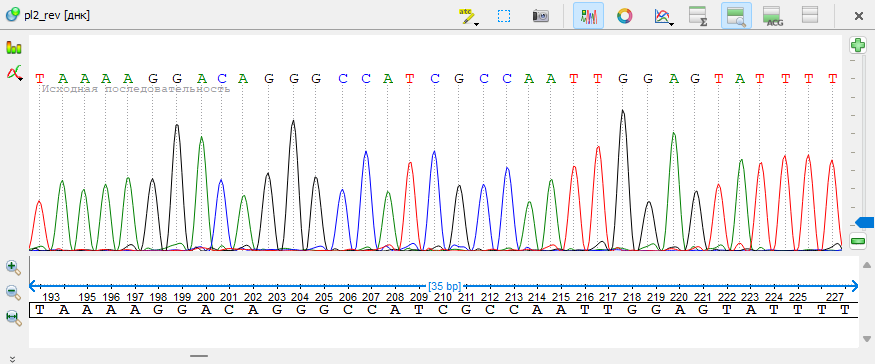 pl2_rev [днк]
ACG
T A A A A G G A C A G G G C C A T C G C C A A T T G G A G T A T T T T
Исходная последовательность
[35 bp]
193 195 196 197 198 199 200 201 202 203 204 205 206 207 208 209 210 211 212 213 214 215 216 217 218 219 220 221 222 223 224 225 227
T A A A A G G A C A G G G C C A T C G C C A A T T G G A G T A T T T T